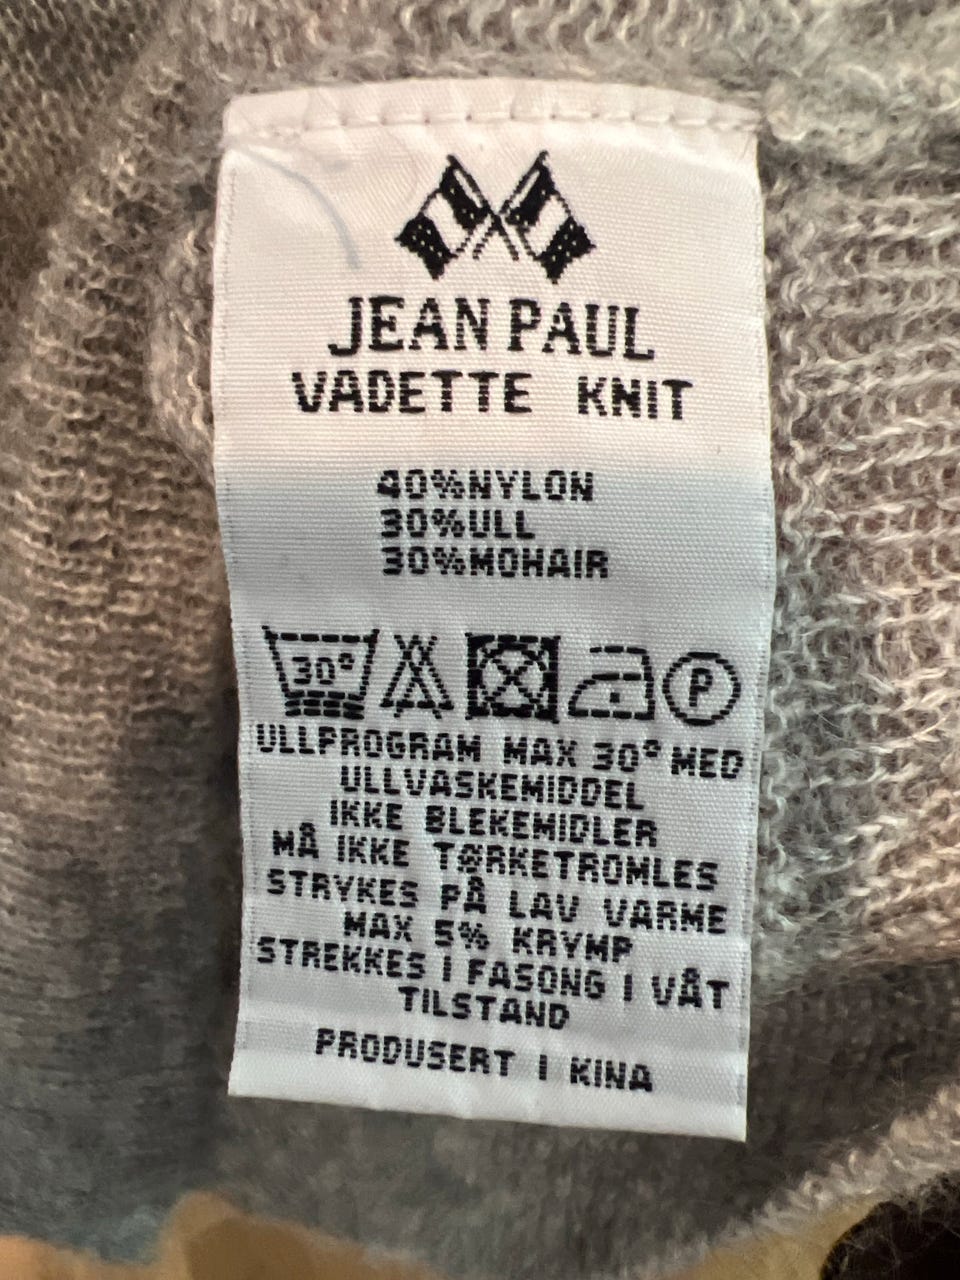 JEAN PAUL
VADETTE KNIT
40%NYLON
30%ULL
30%MOHAIR
30° P
ULLPROGRAM MAX 30° MED
ULLVASKEMIDDEL
IKKE BLEKEMIDLER
MÅ IKKE TØRKETROMLES
STRYKES PÅ LAV VARME
MAX 5% KRYMP
STREKKES I FASONG I VÅT
TILSTAND
PRODUSERT I KINA